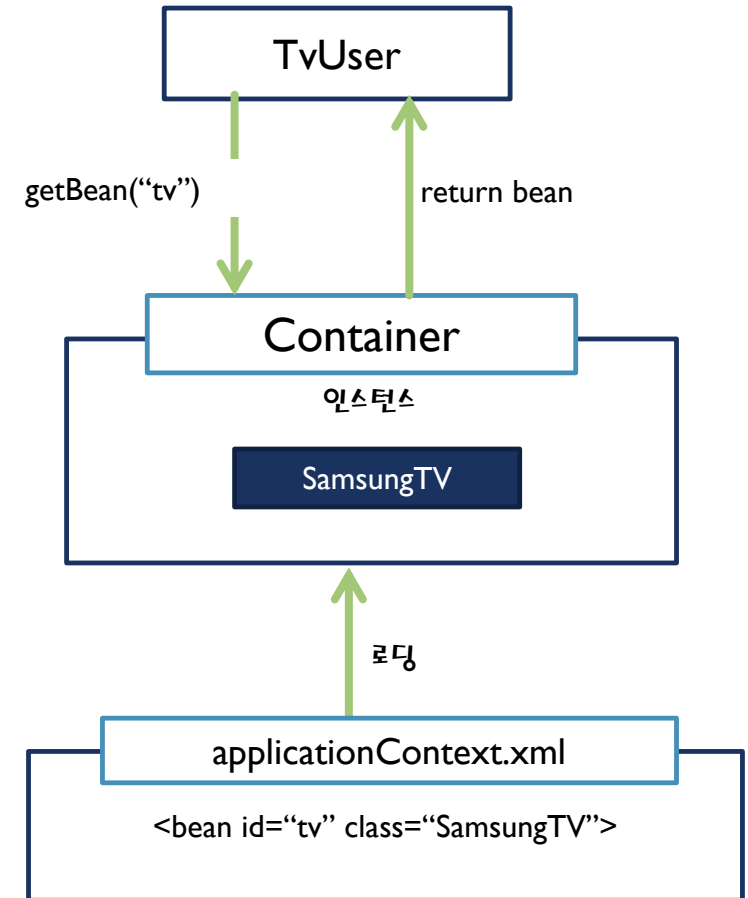 TvUser
getBean(“tv”)
return bean
Container
인스턴스
SamsungTV
로딩
applicationContext.xml
<bean id=“tv” class=“SamsungTV”>